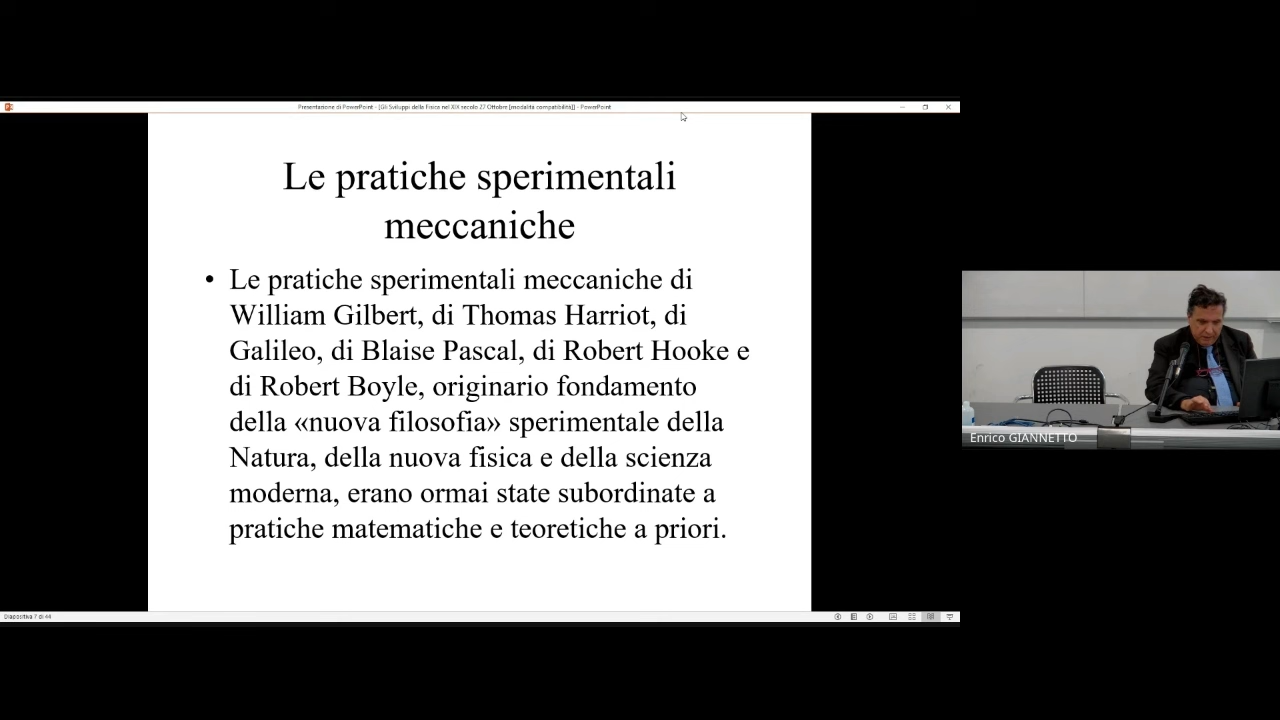 Presentazione di PowerPoint - [Gli Sviluppi della Fisica nel XIX secolo 27 Ottobre [modalità compatibilità]] - PowerPoint
Le pratiche sperimentali
meccaniche
• Le pratiche sperimentali meccaniche di
William Gilbert, di Thomas Harriot, di
Galileo, di Blaise Pascal, di Robert Hooke e
di Robert Boyle, originario fondamento
della «nuova filosofia» sperimentale della
Natura, della nuova fisica e della scienza
moderna, erano ormai state subordinate a
pratiche matematiche e teoretiche a priori.
Enrico GIANNETTO
Diapositiva 7 di 44